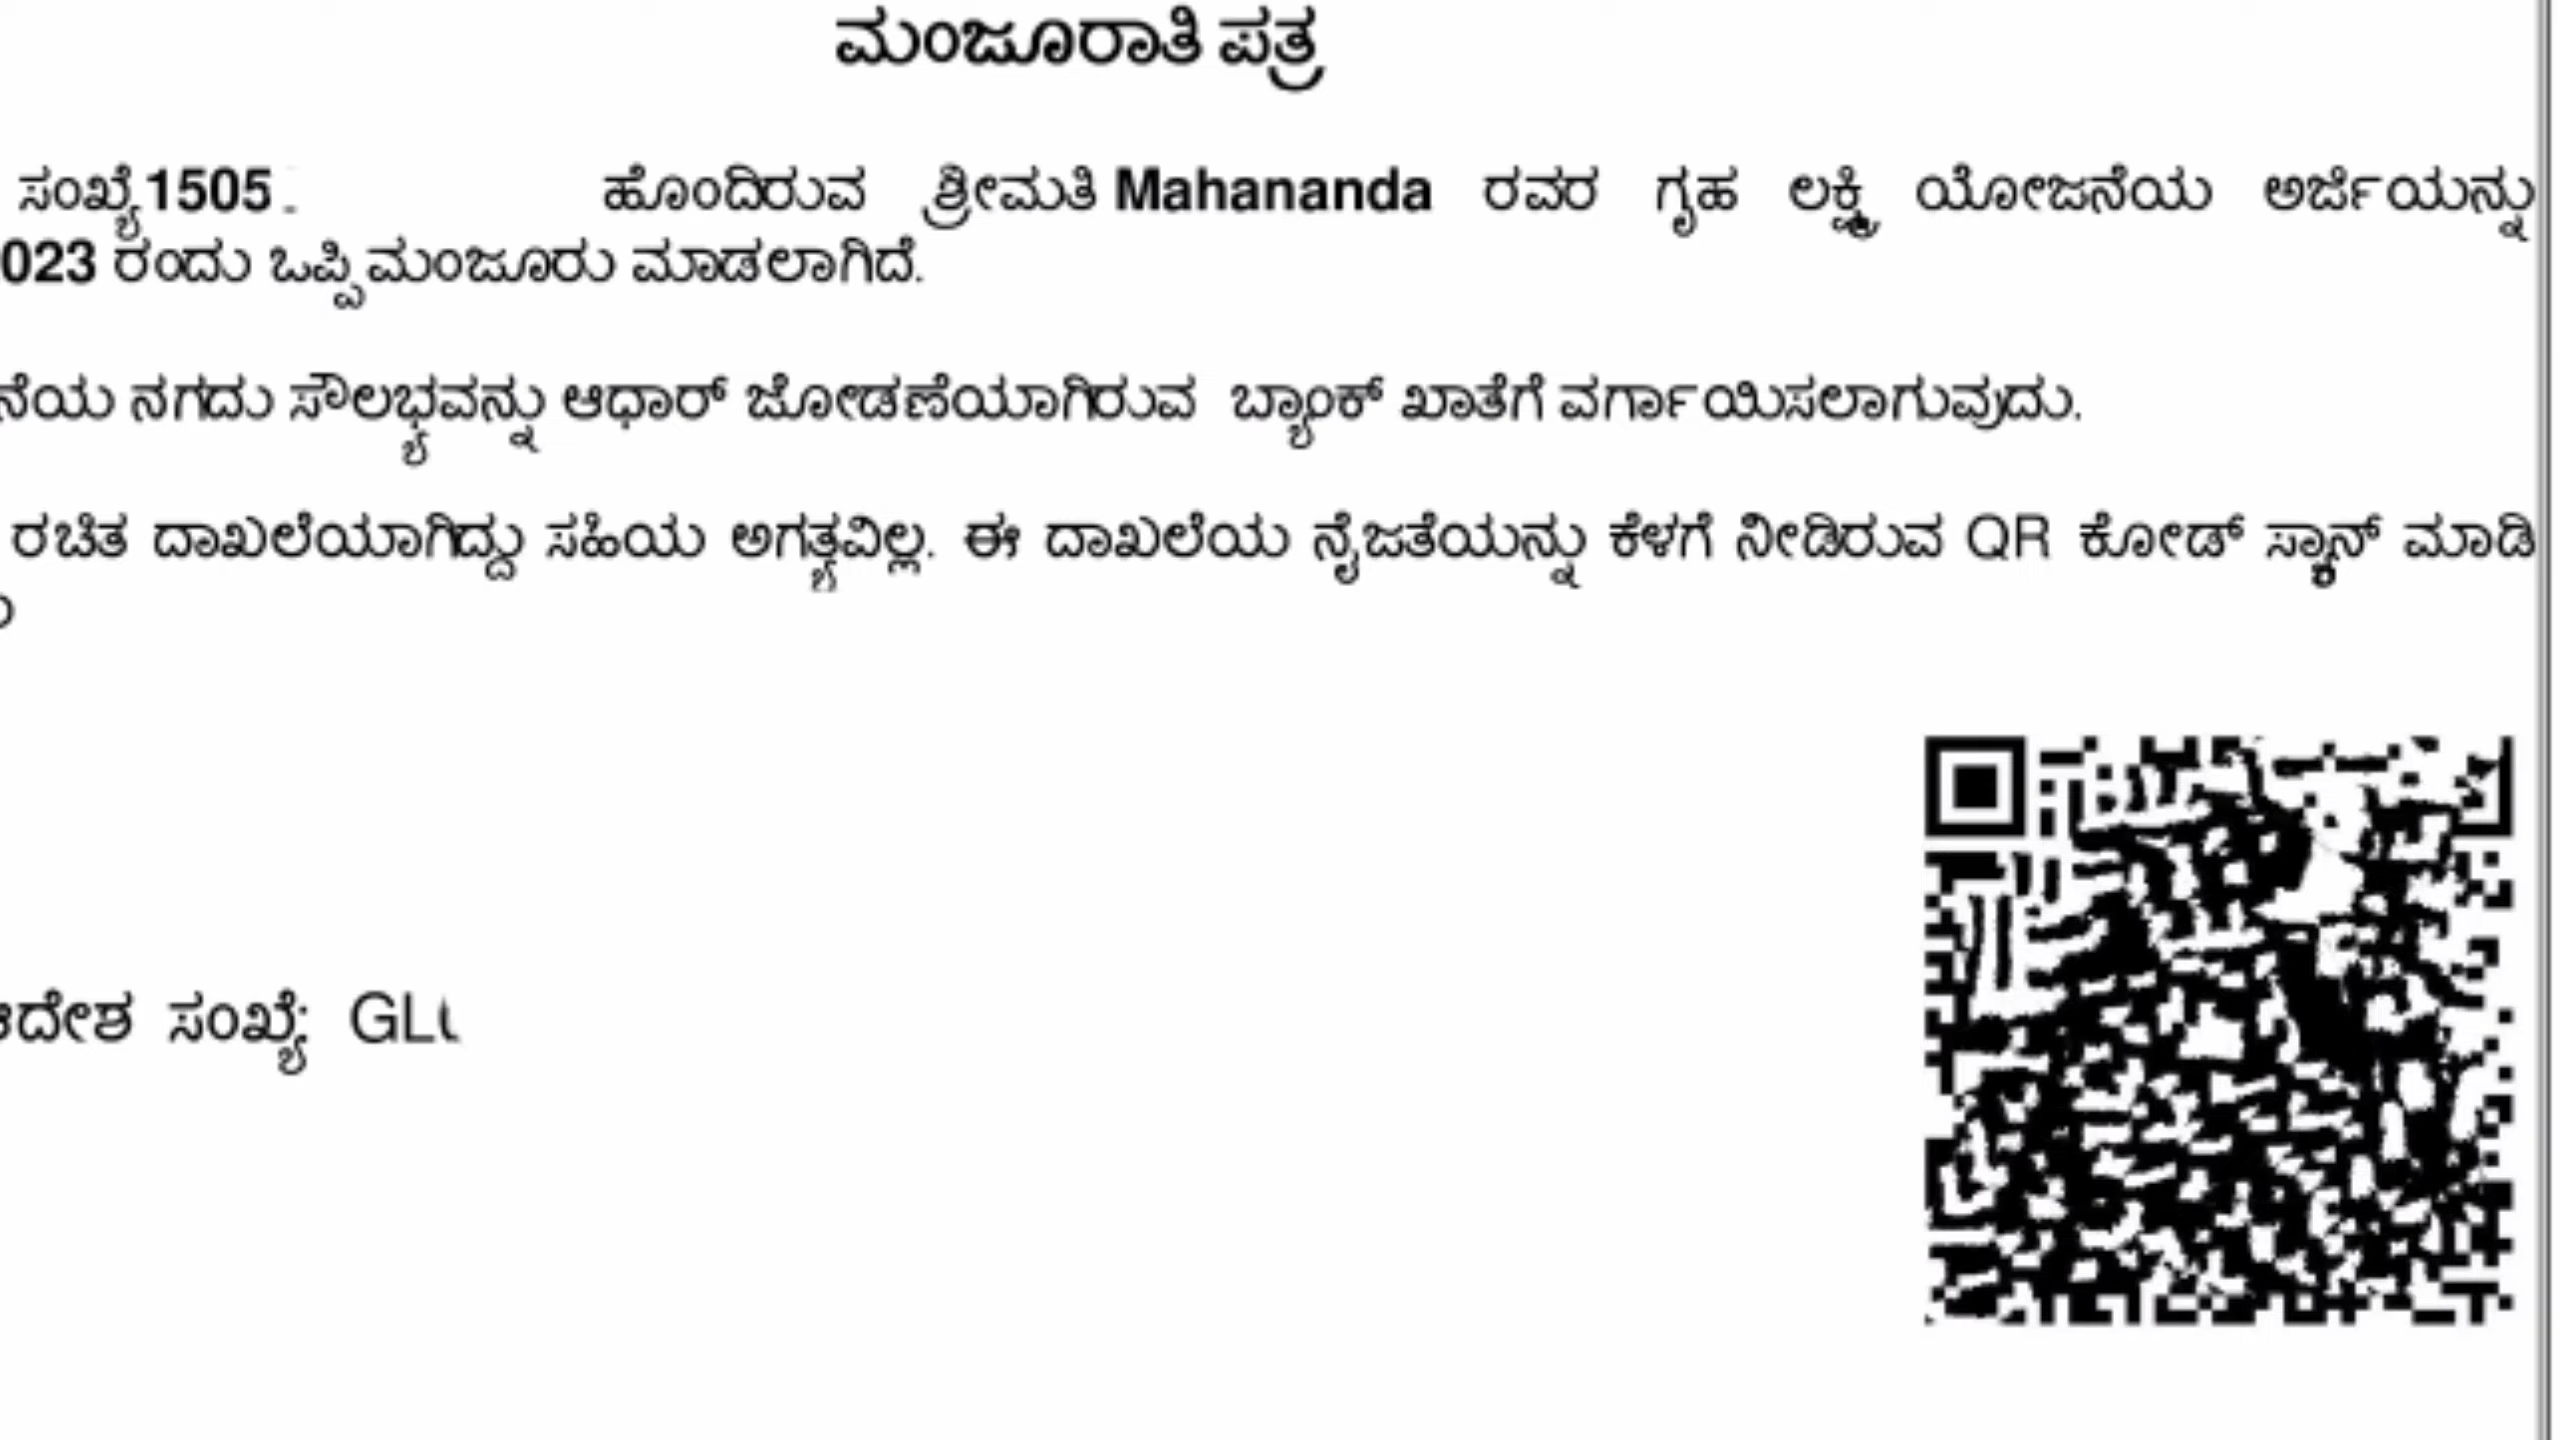 ಮಂಜೂರಾತಿ ಪತ್ರ
ಸಂಖ್ಯೆ 1505 ಹೊಂದಿರುವ ಶ್ರೀಮತಿ Mahananda ರವರ ಗೃಹ ಲಕ್ಷ್ಮಿ ಯೋಜನೆಯ ಅರ್ಜಿಯನ್ನು
023 ರಂದು ಒಪ್ಪಿ ಮಂಜೂರು ಮಾಡಲಾಗಿದೆ.
ನೆಯ ನಗದು ಸೌಲಭ್ಯವನ್ನು ಆಧಾರ್ ಜೋಡಣೆಯಾಗಿರುವ ಬ್ಯಾಂಕ್ ಖಾತೆಗೆ ವರ್ಗಾಯಿಸಲಾಗುವುದು.
ರಚಿತ ದಾಖಲೆಯಾಗಿದ್ದು ಸಹಿಯ ಅಗತ್ಯವಿಲ್ಲ. ಈ ದಾಖಲೆಯ ನೈಜತೆಯನ್ನು ಕೆಳಗೆ ನೀಡಿರುವ QR ಕೋಡ್ ಸ್ಕ್ಯಾನ್ ಮಾಡಿ
ಆದೇಶ ಸಂಖ್ಯೆ: GL